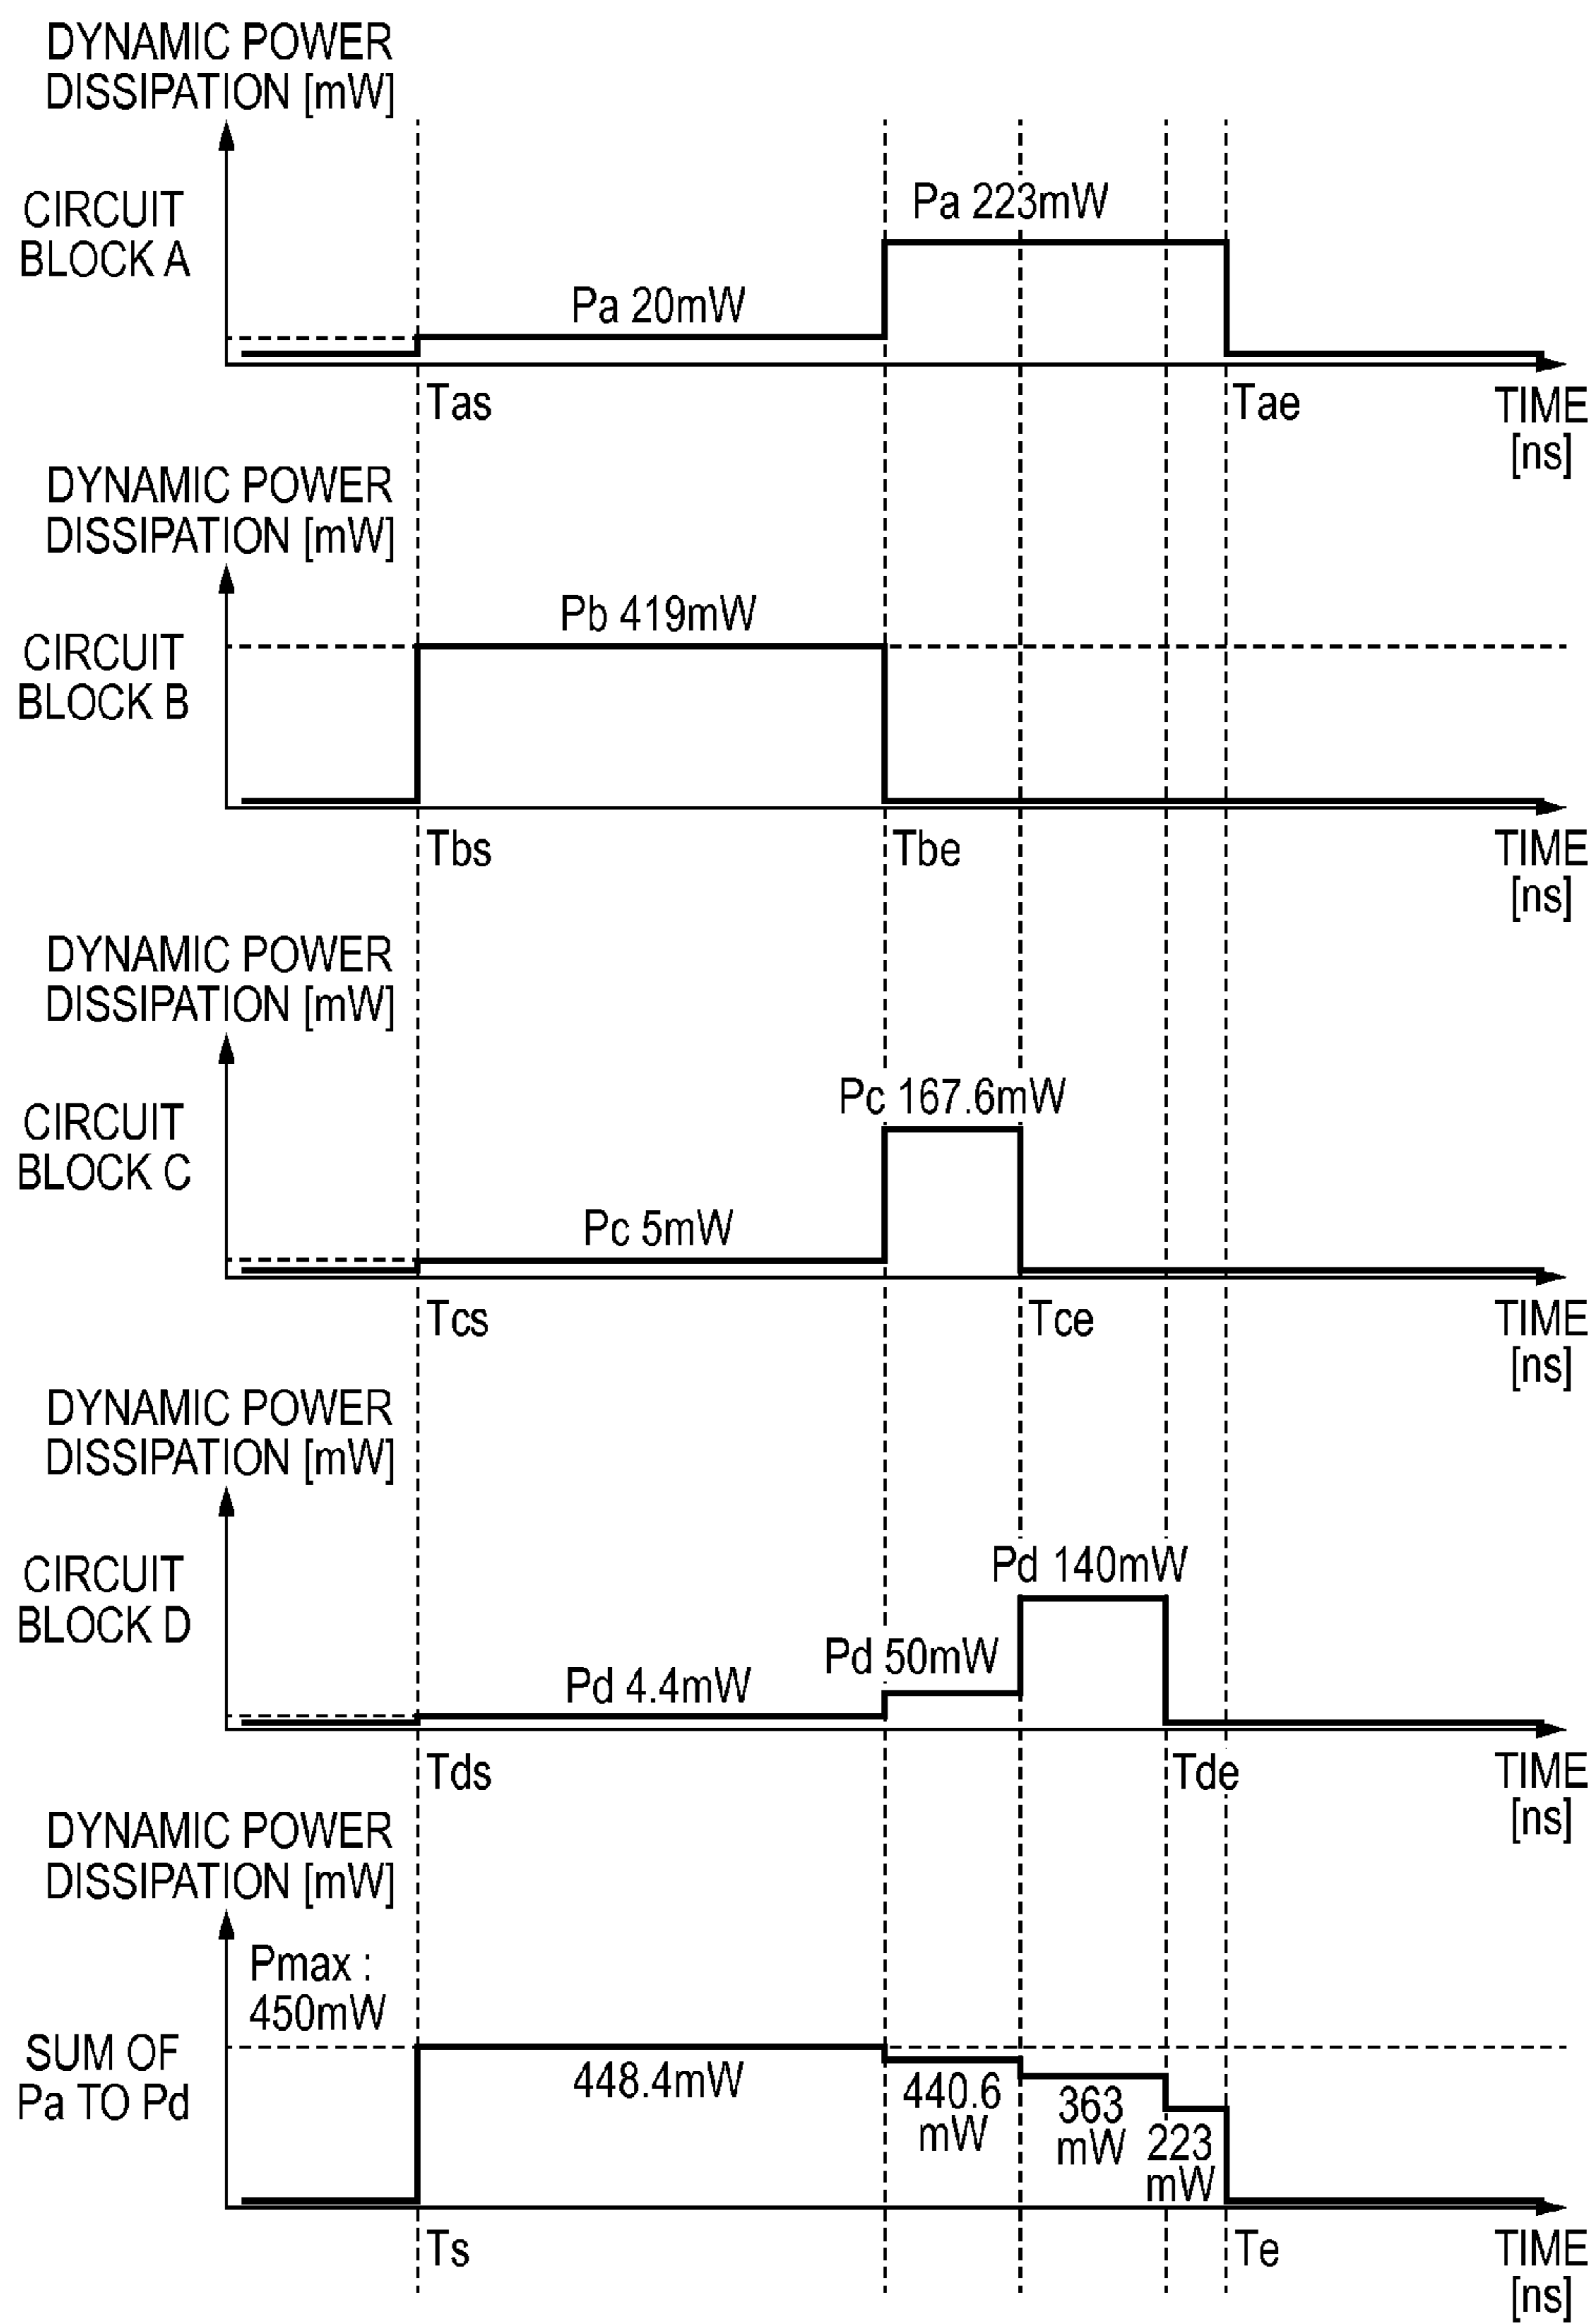 DYNAMIC POWER
DISSIPATION [mW]
CIRCUIT
BLOCK A
Pa 223mW
Pa 20mW
Tas
Tae
TIME
[ns]
DYNAMIC POWER
DISSIPATION [mW]
CIRCUIT
BLOCK B
Pb 419mW
Tbs
Tbe
TIME
[ns]
DYNAMIC POWER
DISSIPATION [mW]
CIRCUIT
BLOCK C
Pc 167.6mW
Pc 5mW
Tcs
Tce
TIME
[ns]
DYNAMIC POWER
DISSIPATION [mW]
CIRCUIT
BLOCK D
Pd 140mW
Pd 50mW
Pd 4.4mW
Tds
Tde
TIME
[ns]
DYNAMIC POWER
DISSIPATION [mW]
Pmax :
450mW
SUM OF
Pa TO Pd
448.4mW
440.6
mW
363
mW
223
mW
Ts
Te
TIME
[ns]